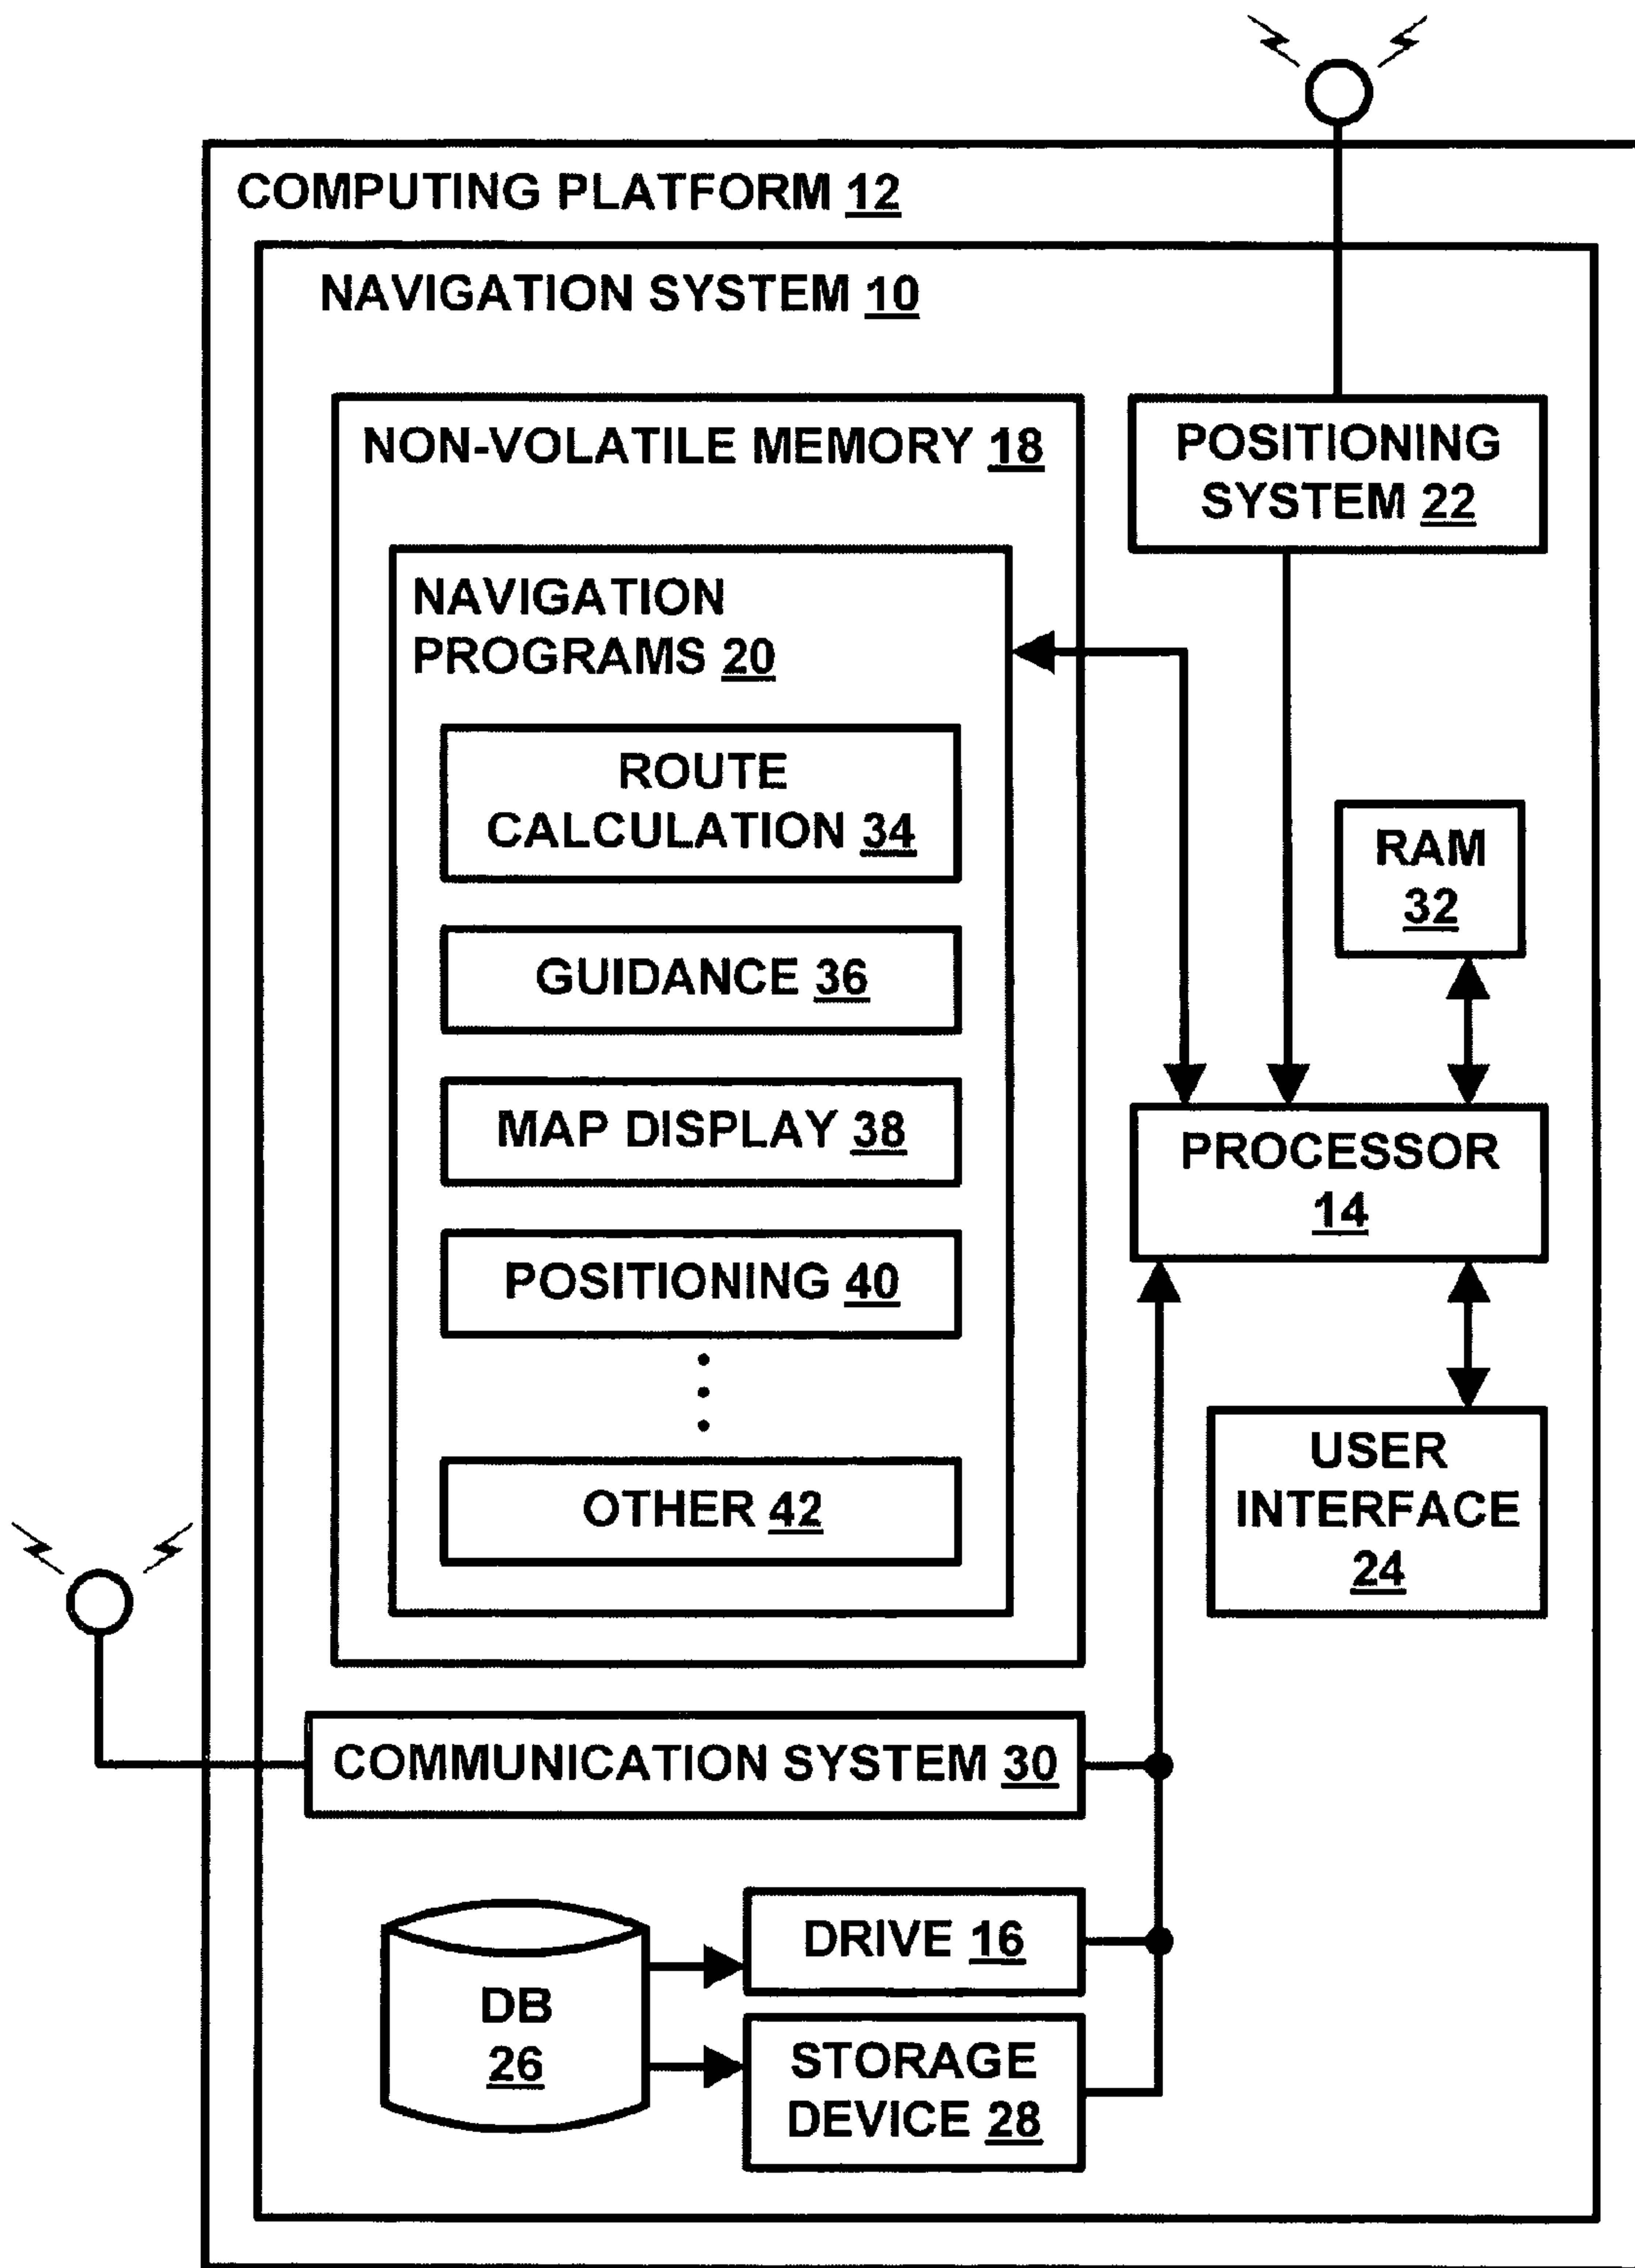 COMPUTING PLATFORM 12
NAVIGATION SYSTEM 10
NON-VOLATILE MEMORY 18
POSITIONING
SYSTEM 22
NAVIGATION
PROGRAMS 20
ROUTE
CALCULATION 34
RAM
32
GUIDANCE 36
MAP DISPLAY 38
PROCESSOR
14
POSITIONING 40
OTHER 42
USER
INTERFACE
24
COMMUNICATION SYSTEM 30
DRIVE 16
DB
26
STORAGE
DEVICE 28